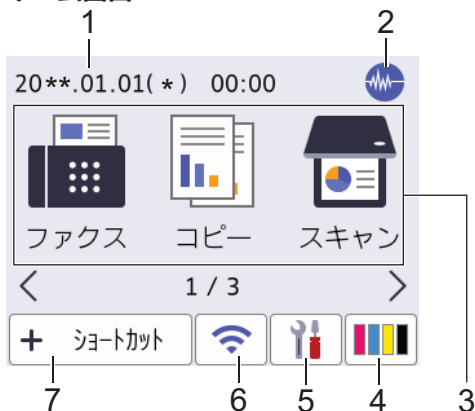 1 2
20**.01.01(*) 00:00
ファクス コピー スキャン
1 / 3
+ ショートカット
7 6 5 4 3